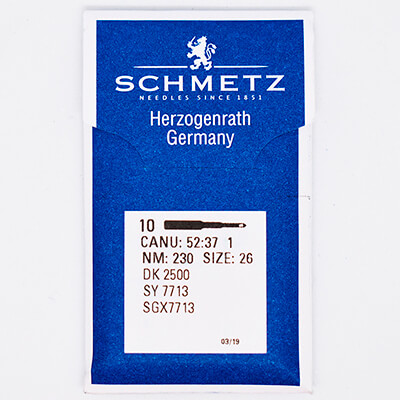 SCHMETZ
NEEDLES SINCE 1851
Herzogenrath
Germany
10
CANU: 52:37 1
NM: 230 SIZE: 26
DK 2500
SY 7713
SGX7713
03/19